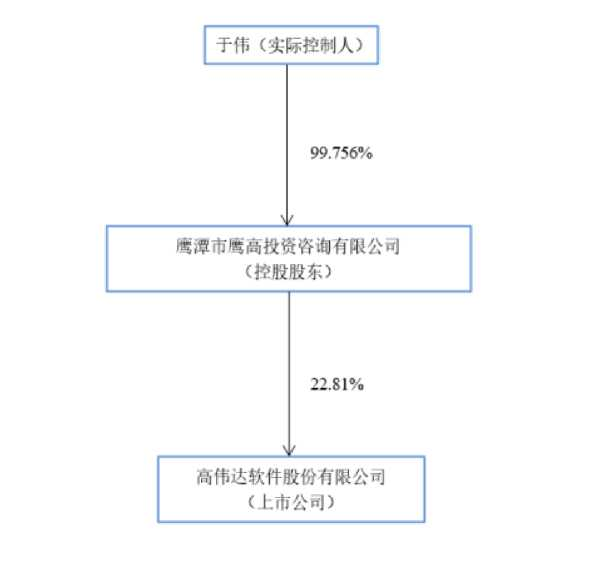 于伟（实际控制人）
99.756%
鹰潭市鹰高投资咨询有限公司
（控股股东）
22.81%
高伟达软件股份有限公司
（上市公司）